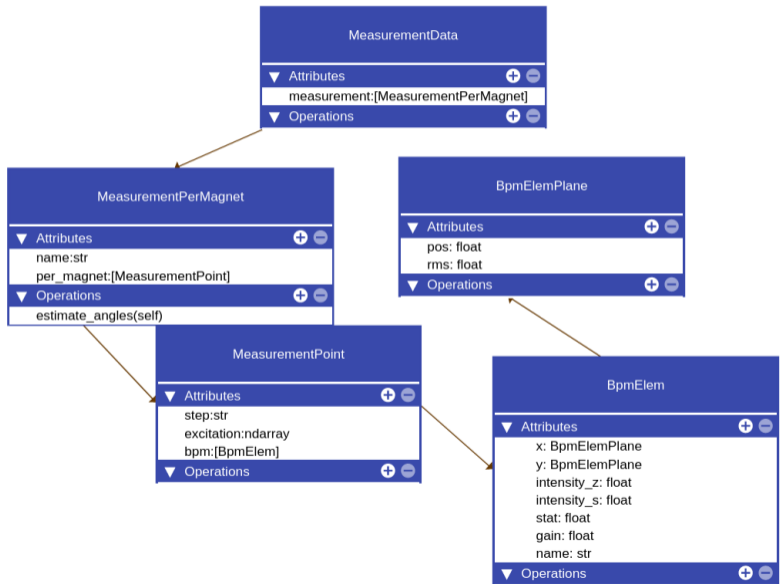 MeasurementData
Attributes
measurement:[MeasurementPerMagnet]
Operations
MeasurementPerMagnet
Attributes
name:str
per_magnet:[MeasurementPoint]
Operations
estimate_angles(self)
BpmElemPlane
Attributes
pos: float
rms: float
Operations
MeasurementPoint
Attributes
step:str
excitation:ndarray
bpm:[BpmElem]
Operations
BpmElem
Attributes
x: BpmElemPlane
y: BpmElemPlane
intensity_z: float
intensity_s: float
stat: float
gain: float
name: str
Operations